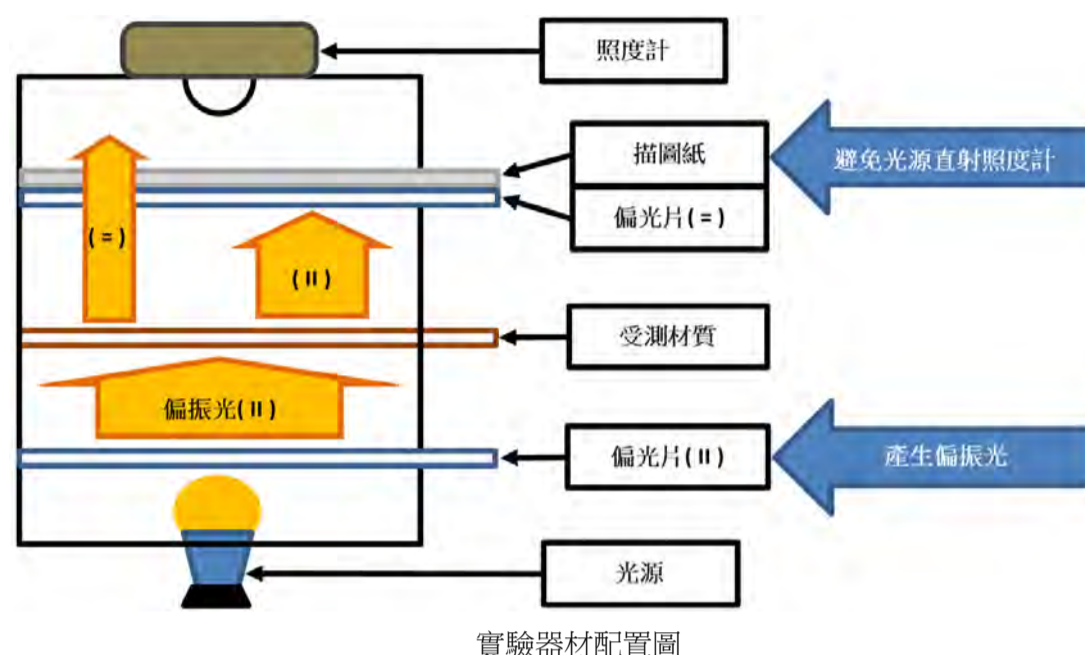 照度計
描圖紙
避免光源直射照度計
偏光片( = )
( = )
( II )
受測材質
偏振光( II )
偏光片( II )
產生偏振光
光源
實驗器材配置圖